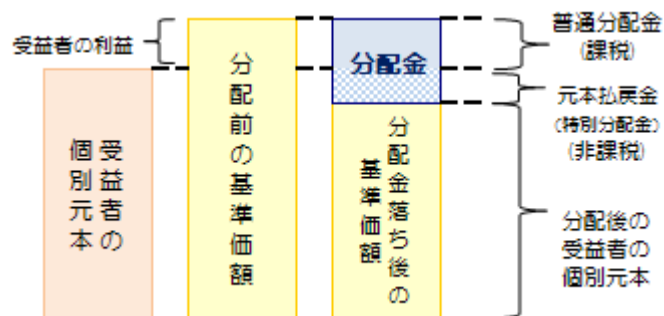 受益者の利益
受益者の
個別元本
分配前の基準価額
分配金
分配金落ち後の
基準価額
普通分配金
(課税)
元本払戻金
(特別分配金)
(非課税)
分配後の
受益者の
個別元本